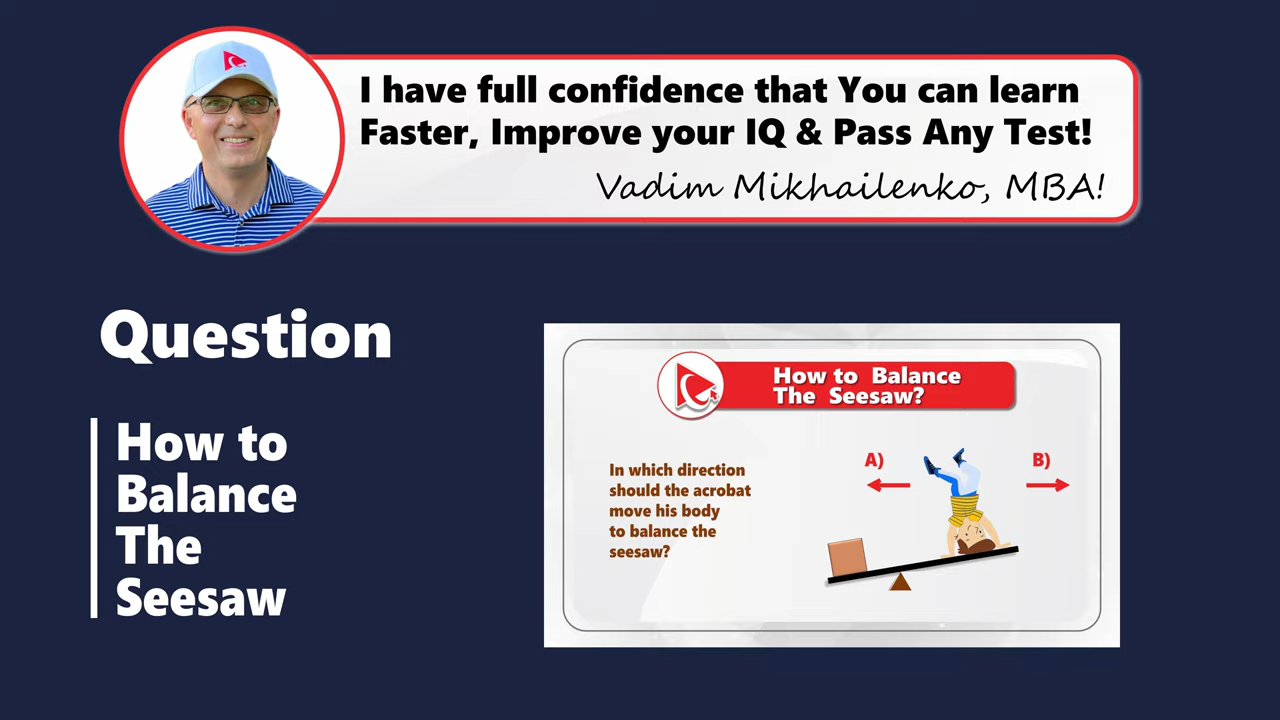 I have full confidence that You can learn
Faster, Improve your IQ & Pass Any Test!
Vadim Mikhailenko, MBA!
Question
How to
Balance
The
Seesaw
How to Balance
The Seesaw?
In which direction
should the acrobat
move his body
to balance the
seesaw?
A)
B)